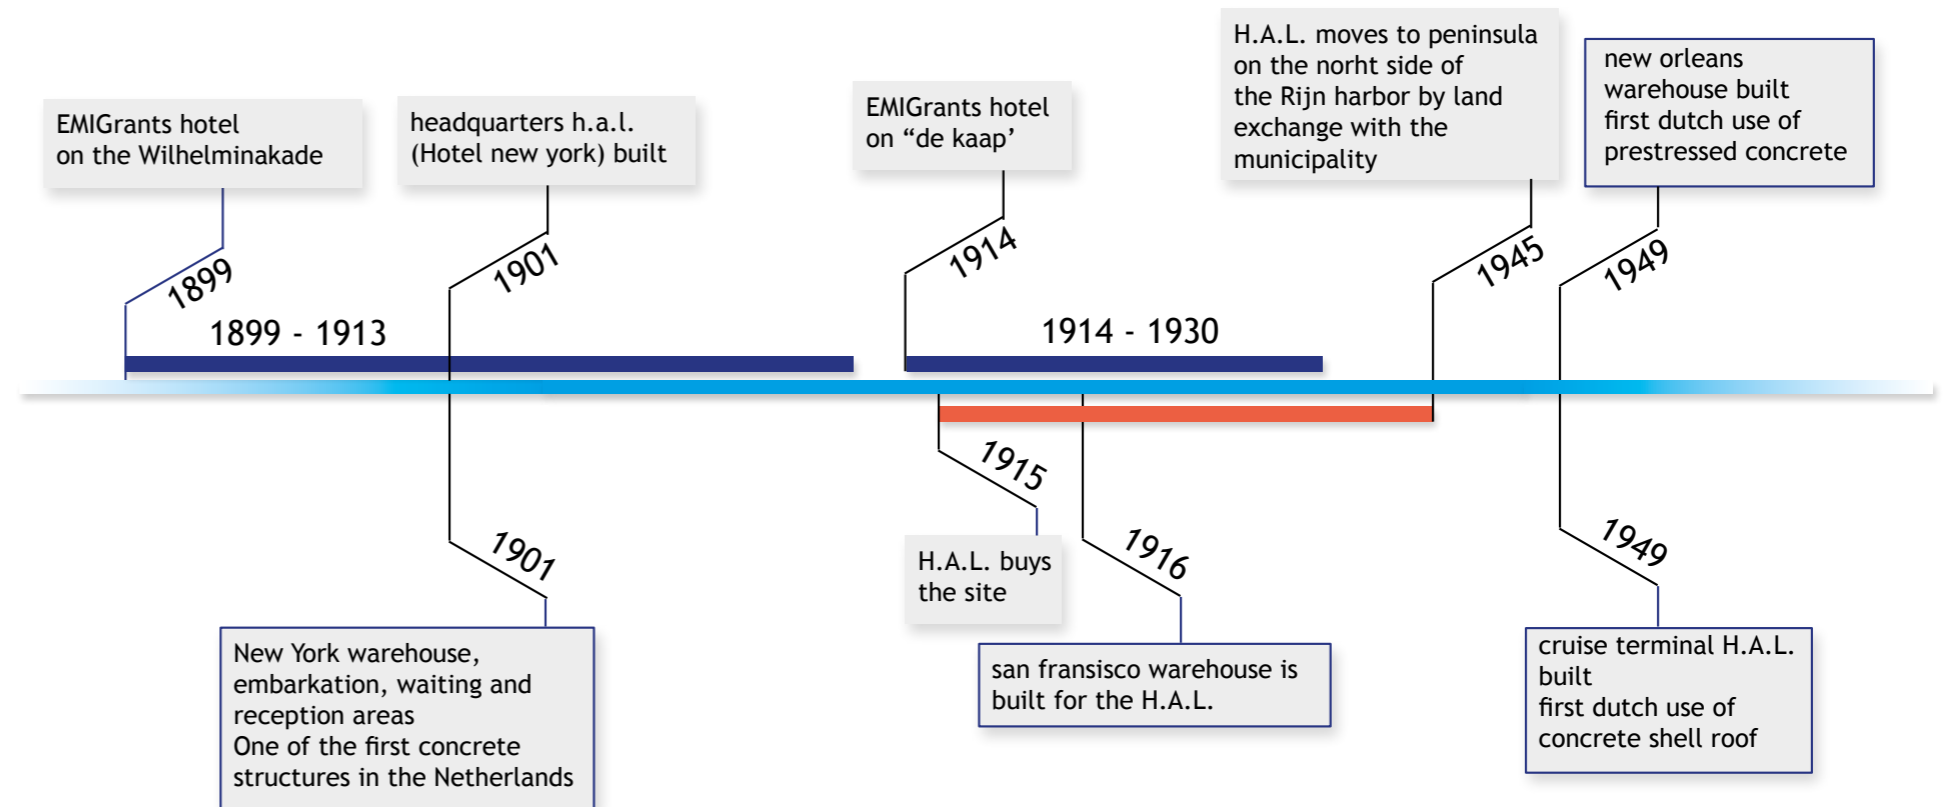 EMIGrants hotel
on the Wilhelminakade
headquarters h.a.l.
(Hotel new york) built
EMIGrants hotel
on “de kaap’
H.A.L. moves to peninsula
on the norht side of
the Rijn harbor by land
exchange with the
municipality
new orleans
warehouse built
first dutch use of
prestressed concrete
1899
1901
1914
1945
1949
1899 - 1913
1914 - 1930
1901
1915
1916
1949
New York warehouse,
embarkation, waiting and
reception areas
One of the first concrete
structures in the Netherlands
H.A.L. buys
the site
san fransisco warehouse is
built for the H.A.L.
cruise terminal H.A.L.
built
first dutch use of
concrete shell roof